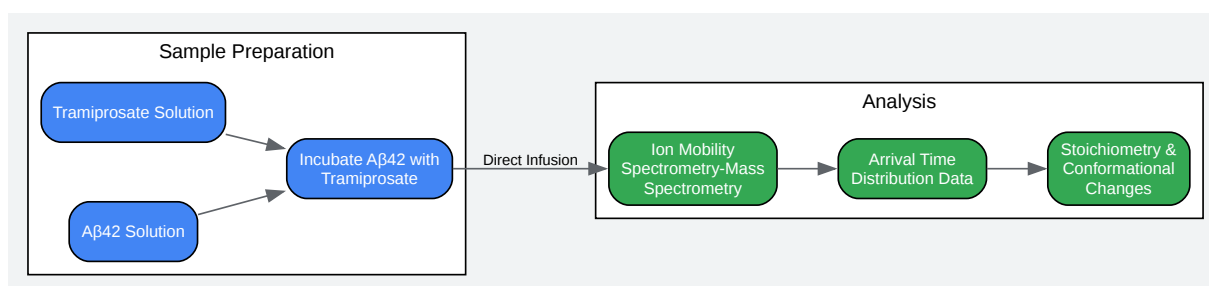 Sample Preparation
Tramiprosate Solution
Aβ42 Solution
Incubate Aβ42 with
Tramiprosate
Direct Infusion
Analysis
Ion Mobility
Spectrometry-Mass
Spectrometry
Arrival Time
Distribution Data
Stoichiometry &
Conformational
Changes